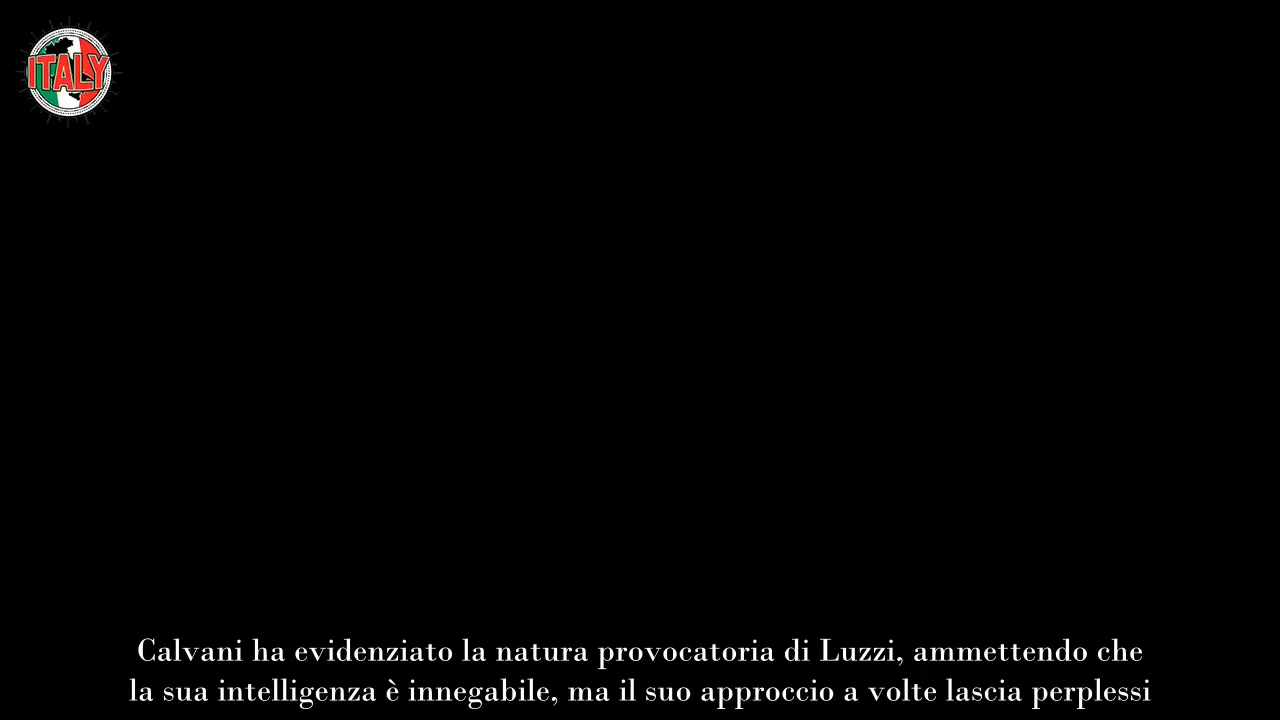 ITALY
Calvani ha evidenziato la natura provocatoria di Luzzi, ammettendo che
la sua intelligenza è innegabile, ma il suo approccio a volte lascia perplessi